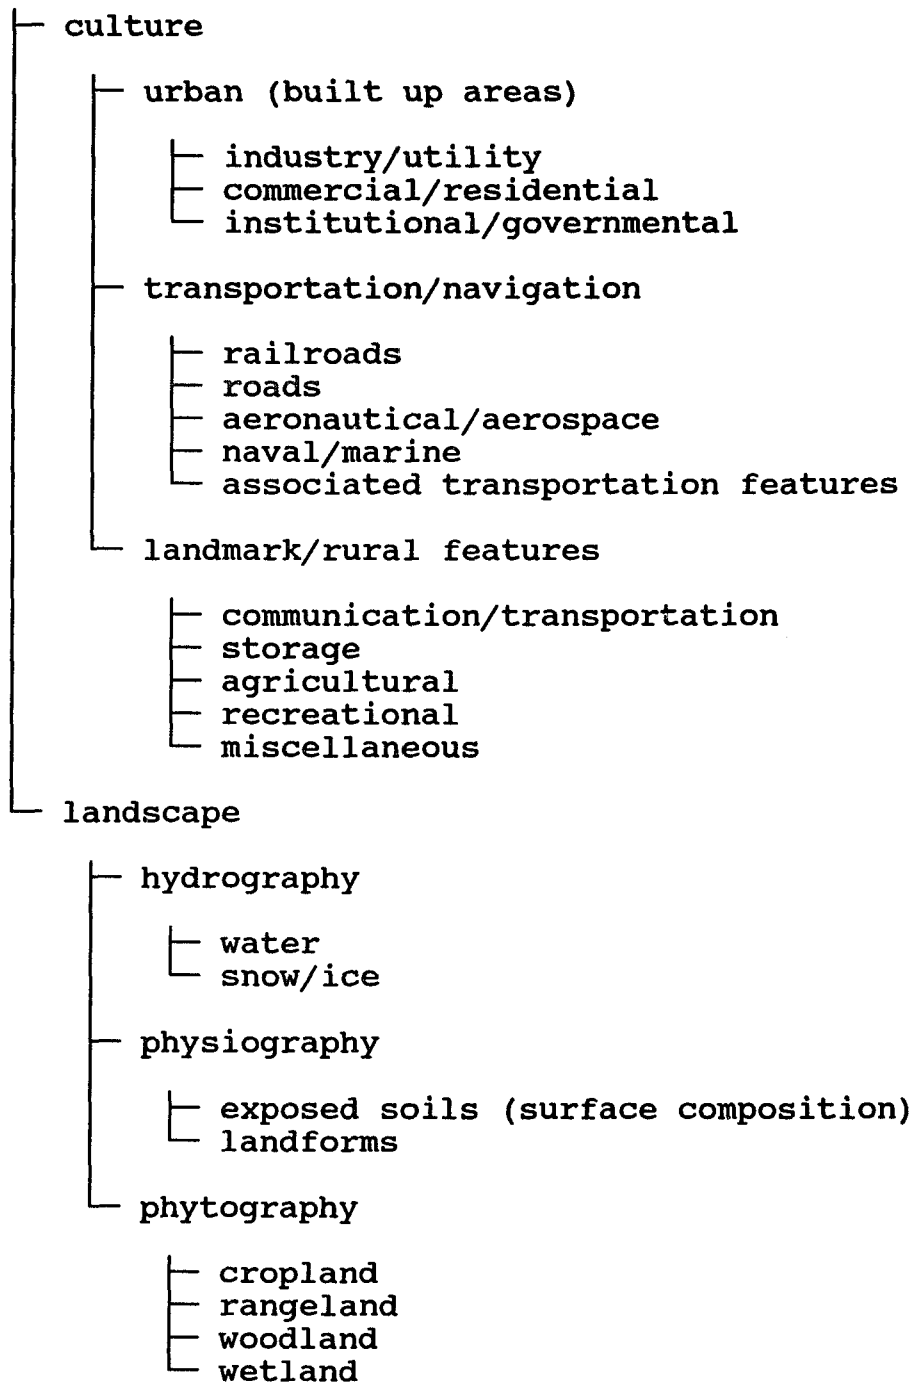 culture
urban (built up areas)
industry/utility
commercial/residential
institutional/governmental
transportation/navigation
railroads
roads
aeronautical/aerospace
naval/marine
associated transportation features
landmark/rural features
communication/transportation
storage
agricultural
recreational
miscellaneous
landscape
hydrography
water
snow/ice
physiography
exposed soils (surface composition)
landforms
phytography
cropland
rangeland
woodland
wetland